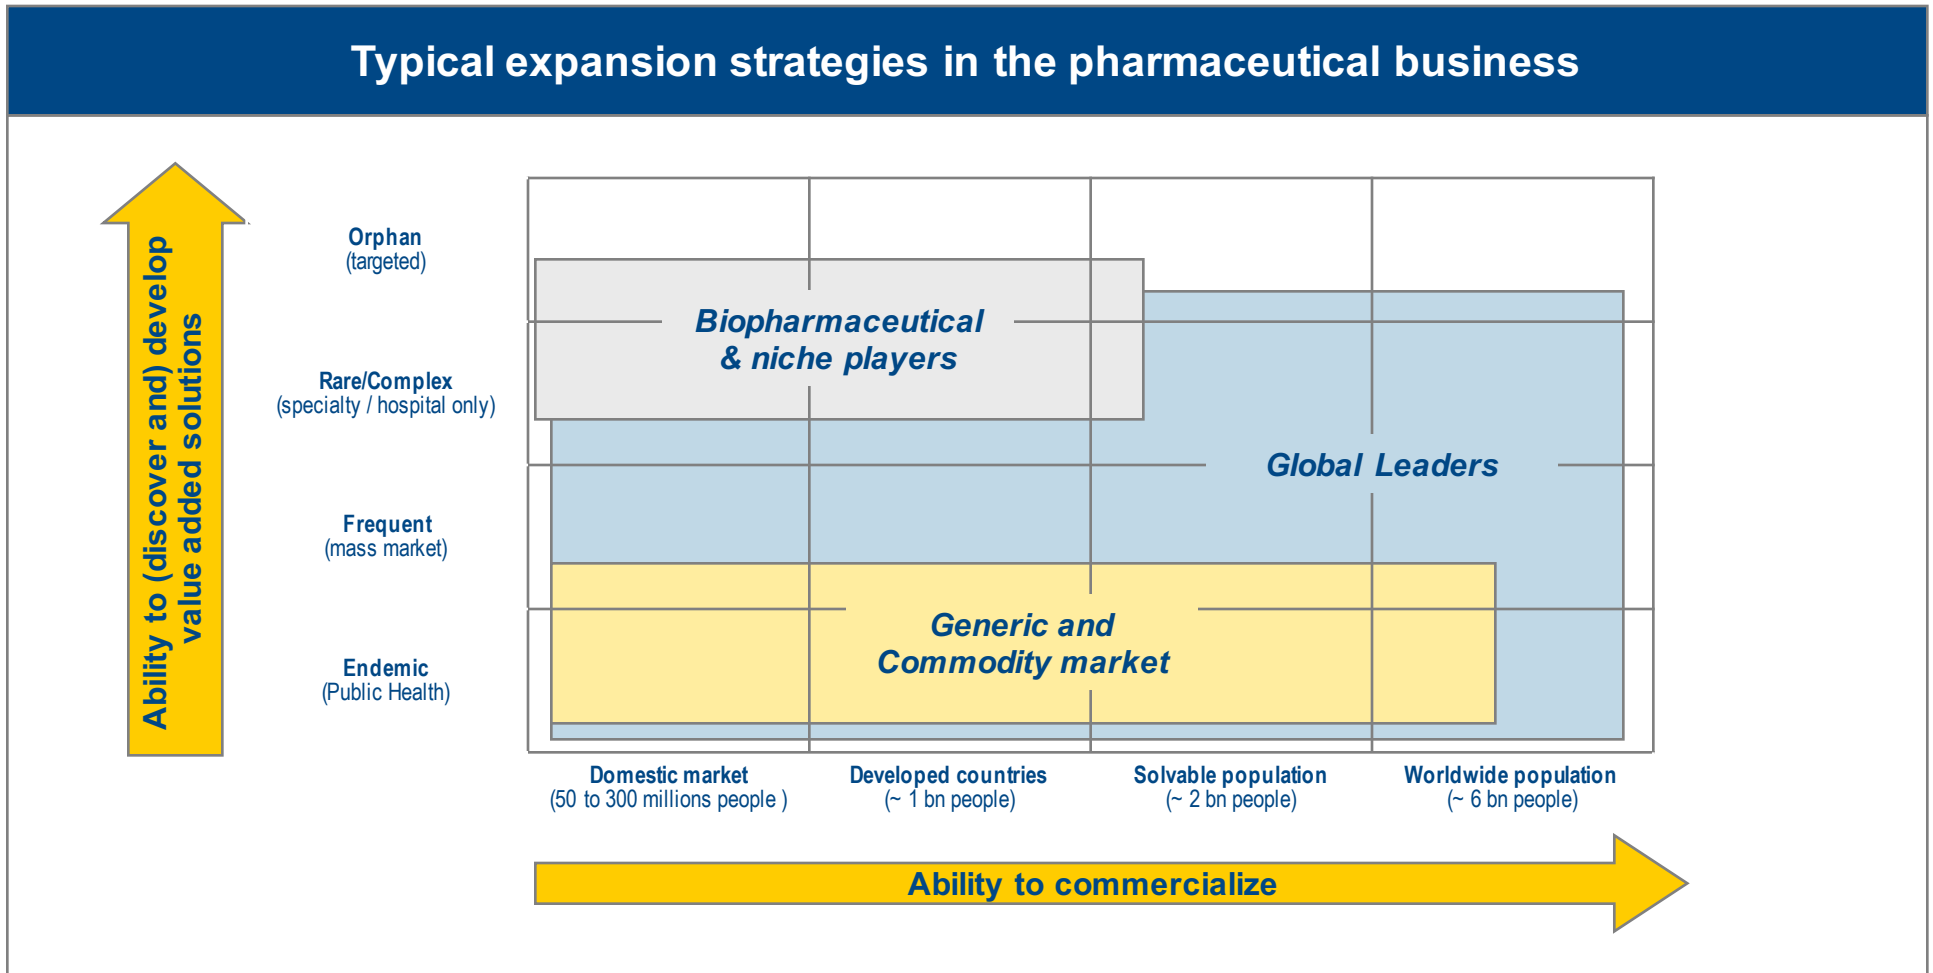 Typical expansion strategies in the pharmaceutical business
Ability to (discover and) develop
value added solutions
Orphan
(targeted)
Rare/Complex
(specialty / hospital only)
Frequent
(mass market)
Endemic
(Public Health)
Biopharmaceutical
& niche players
Global Leaders
Generic and
Commodity market
Domestic market
(50 to 300 millions people )
Developed countries
(~ 1 bn people)
Solvable population
(~ 2 bn people)
Worldwide population
(~ 6 bn people)
Ability to commercialize